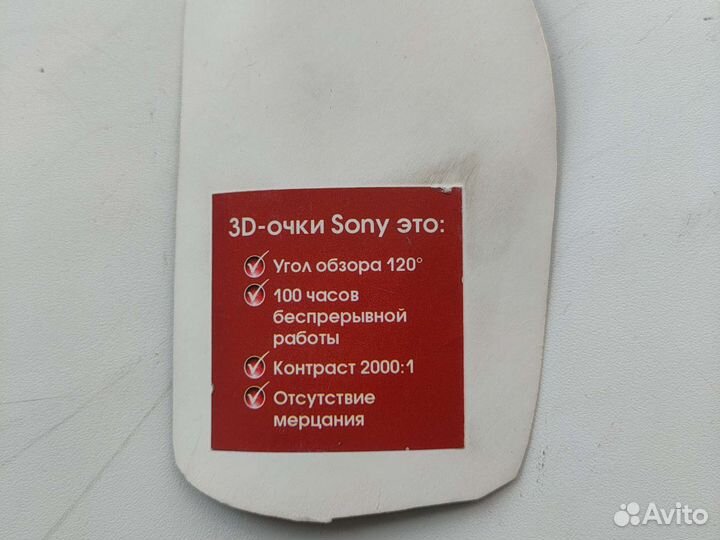 3D-очки Sony это:
Угол обзора 120°
100 часов
беспрерывной
работы
Контраст 2000:1
Отсутствие
мерцания
Avito